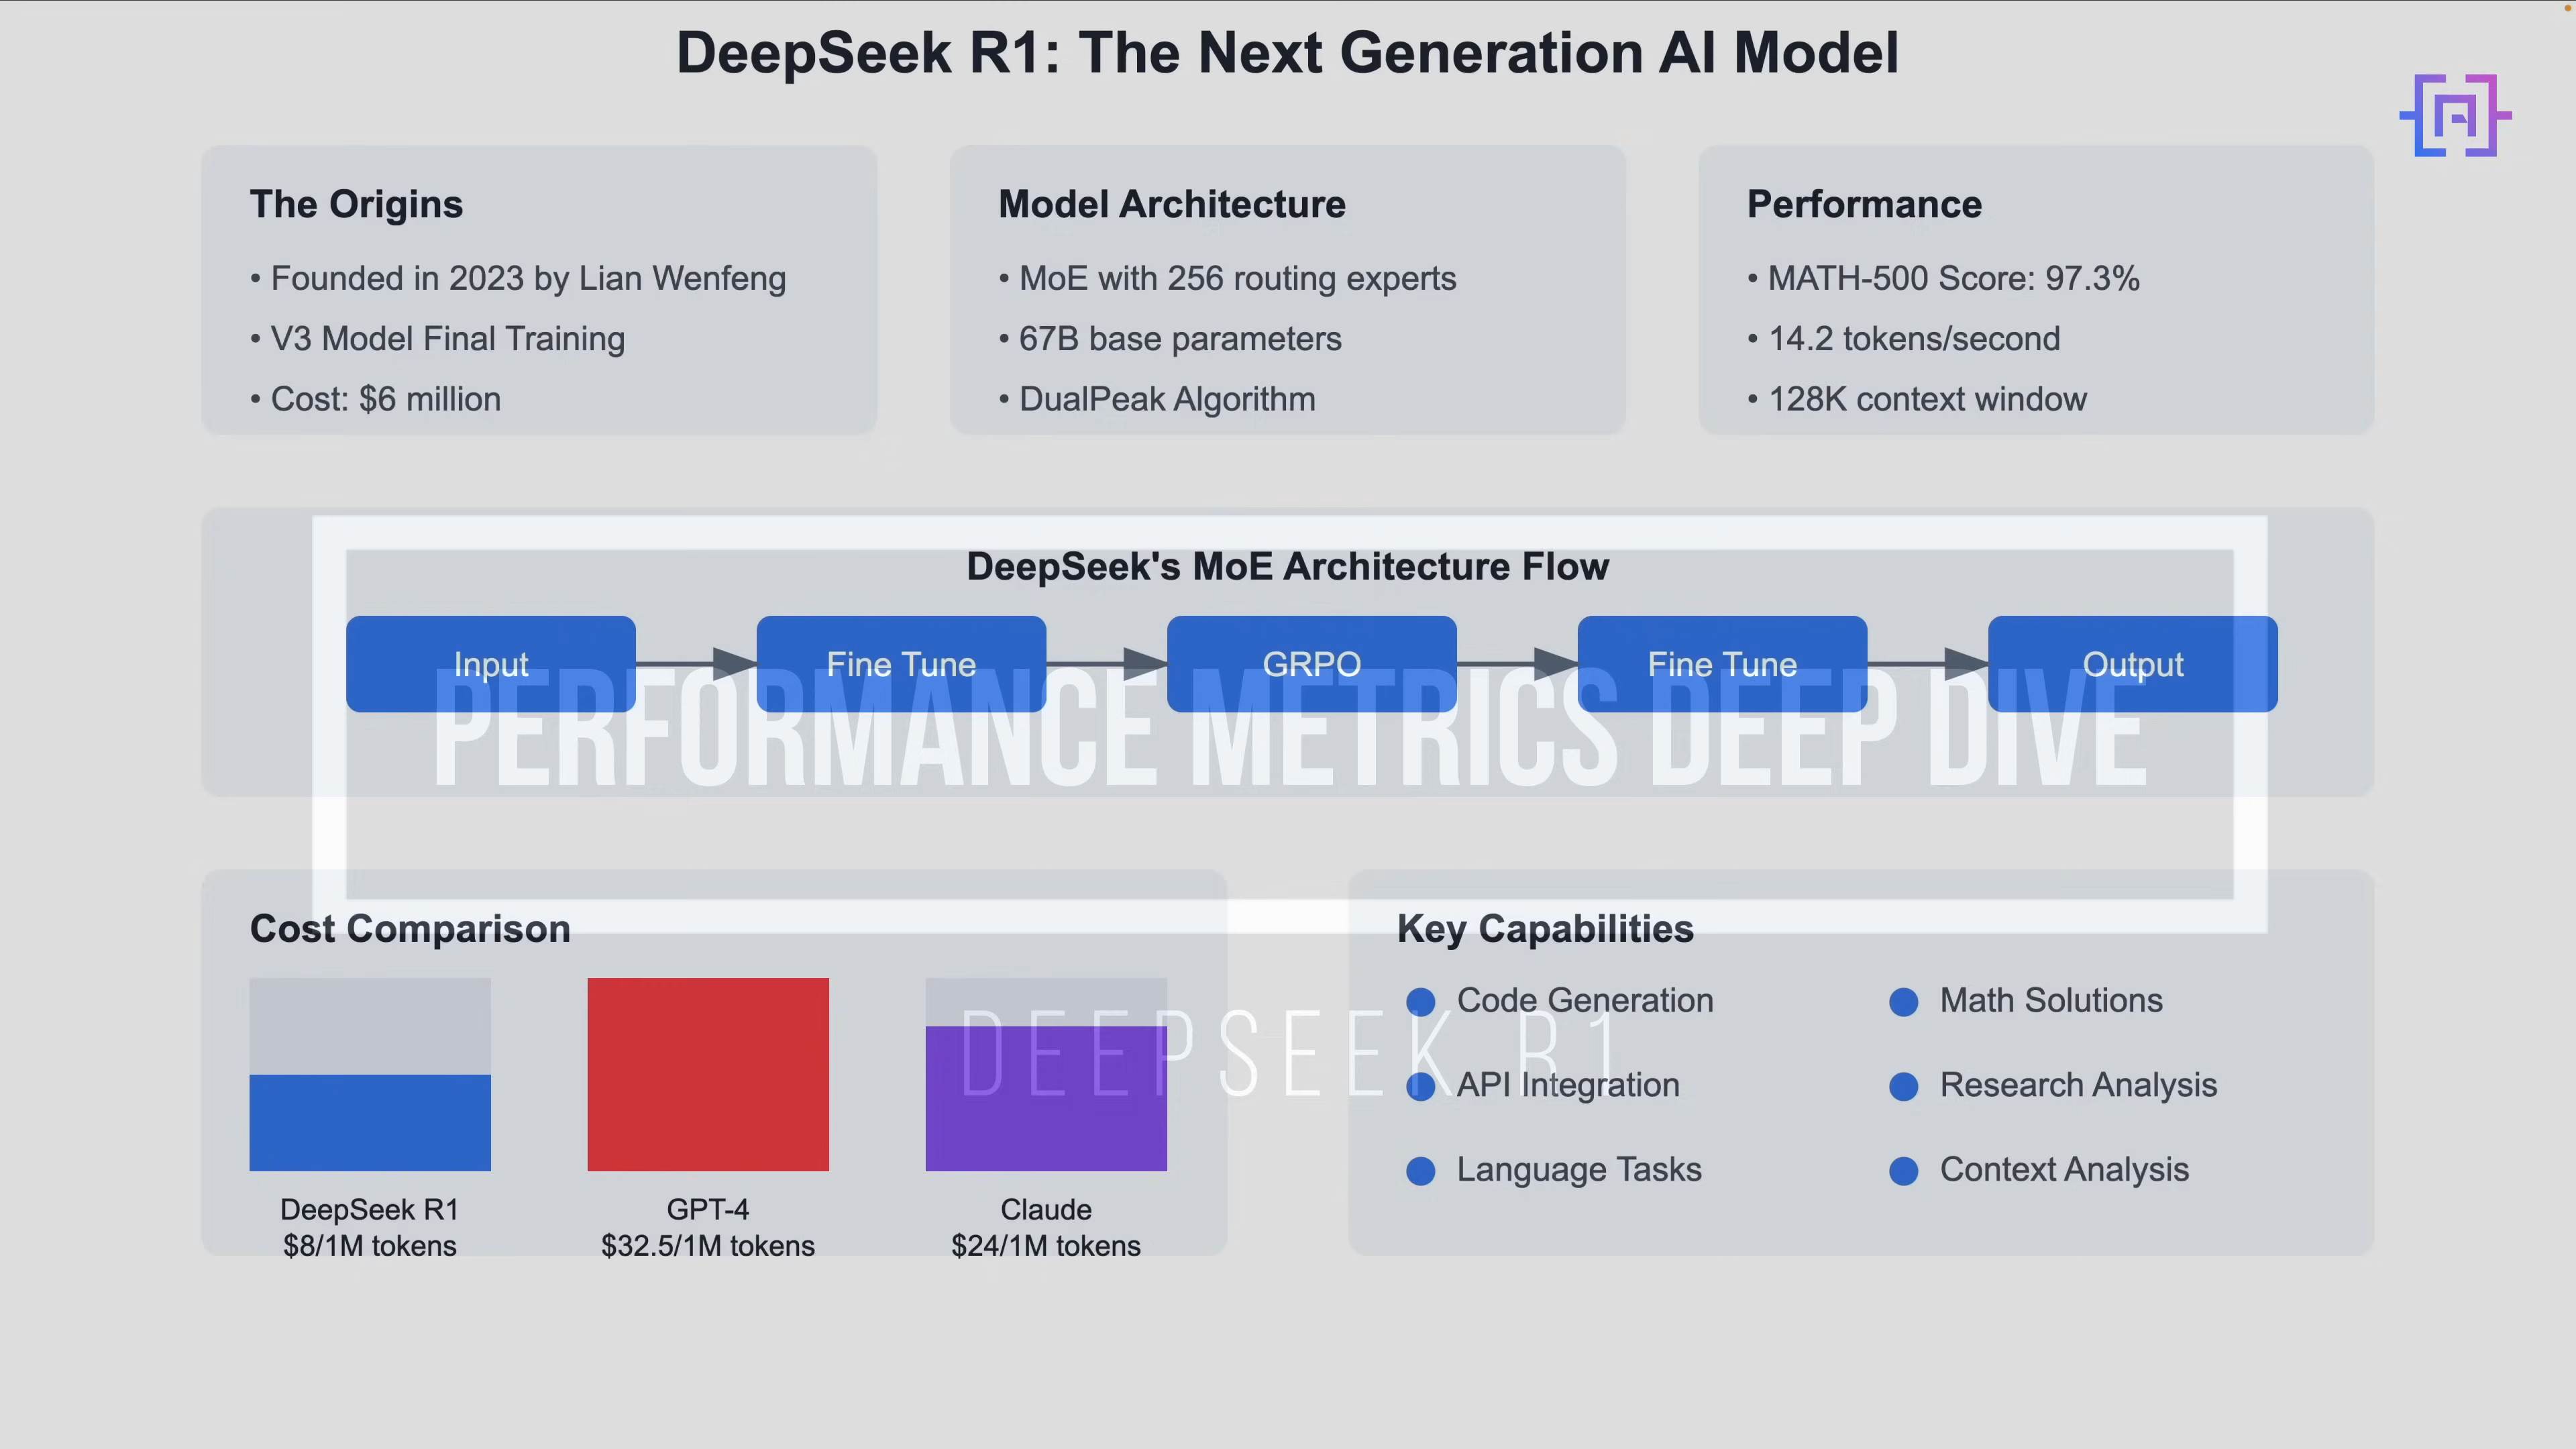 DeepSeek R1: The Next Generation AI Model
The Origins
• Founded in 2023 by Lian Wenfeng
• V3 Model Final Training
• Cost: $6 million
Model Architecture
• MoE with 256 routing experts
• 67B base parameters
• DualPeak Algorithm
Performance
• MATH-500 Score: 97.3%
• 14.2 tokens/second
• 128K context window
DeepSeek's MoE Architecture Flow
Input
Fine Tune
GRPO
Fine Tune
Output
PERFORMANCE METRICS DEEP DIVE
Cost Comparison
DeepSeek R1
$8/1M tokens
GPT-4
$32.5/1M tokens
Claude
$24/1M tokens
DEEPSEEK R1
Key Capabilities
Code Generation
Math Solutions
API Integration
Research Analysis
Language Tasks
Context Analysis